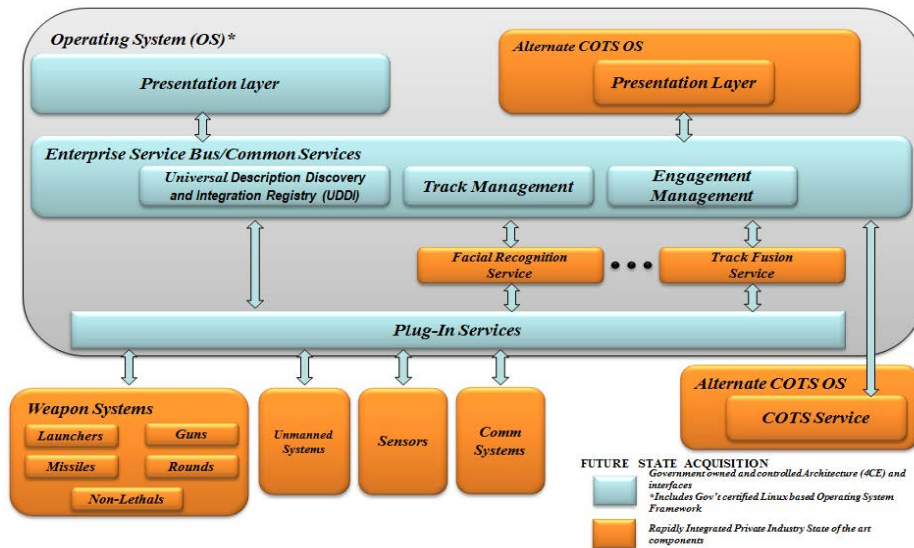 Operating System (OS)*
Presentation layer
Alternate COTS OS
Presentation Layer
Enterprise Service Bus/Common Services
Universal Description Discovery
and Integration Registry (UDDI)
Track Management
Engagement
Management
Facial Recognition
Service
Track Fusion
Service
Plug-In Services
Weapon Systems
Launchers
Guns
Missiles
Rounds
Non-Lethals
Unmanned
Systems
Sensors
Comm
Systems
Alternate COTS OS
COTS Service
FUTURE STATE ACQUISITION
Government owned and controlled Architecture (4CE) and
interfaces
*Includes Gov't certified Linux based Operating System
Framework
Rapidly Integrated Private Industry State of the art
components